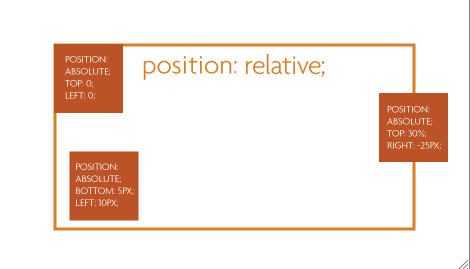 position: relative;
POSITION:
ABSOLUTE;
TOP: 0;
LEFT: 0;
POSITION:
ABSOLUTE;
TOP: 30%;
RIGHT: -25PX;
POSITION:
ABSOLUTE;
BOTTOM: 5PX;
LEFT: 10PX;